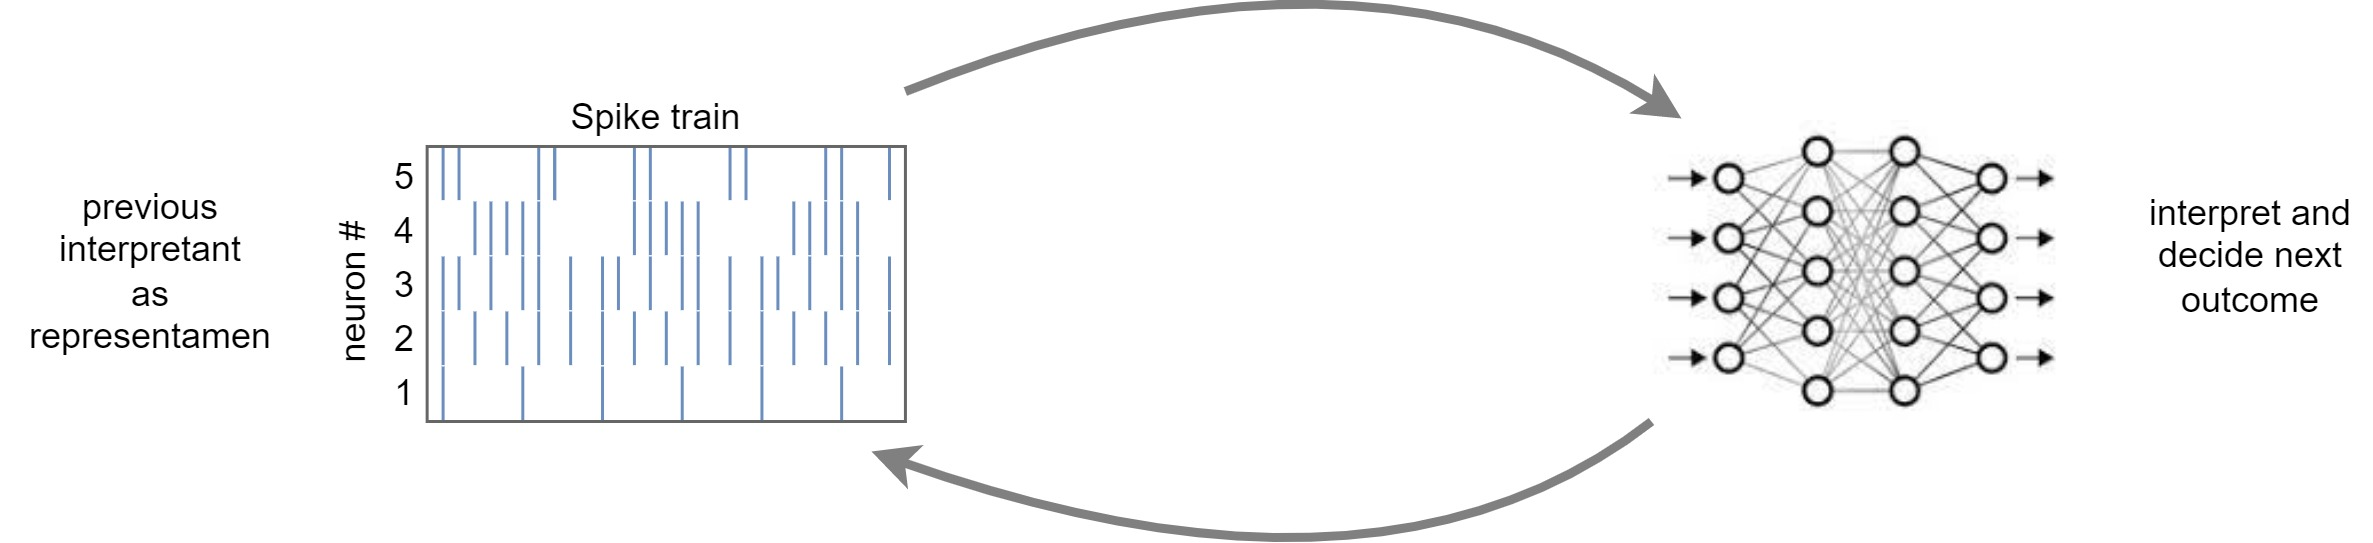 Spike train
previous
interpretant
as
representamen
neuron #
5
4
3
2
1
interpret and
decide next
outcome